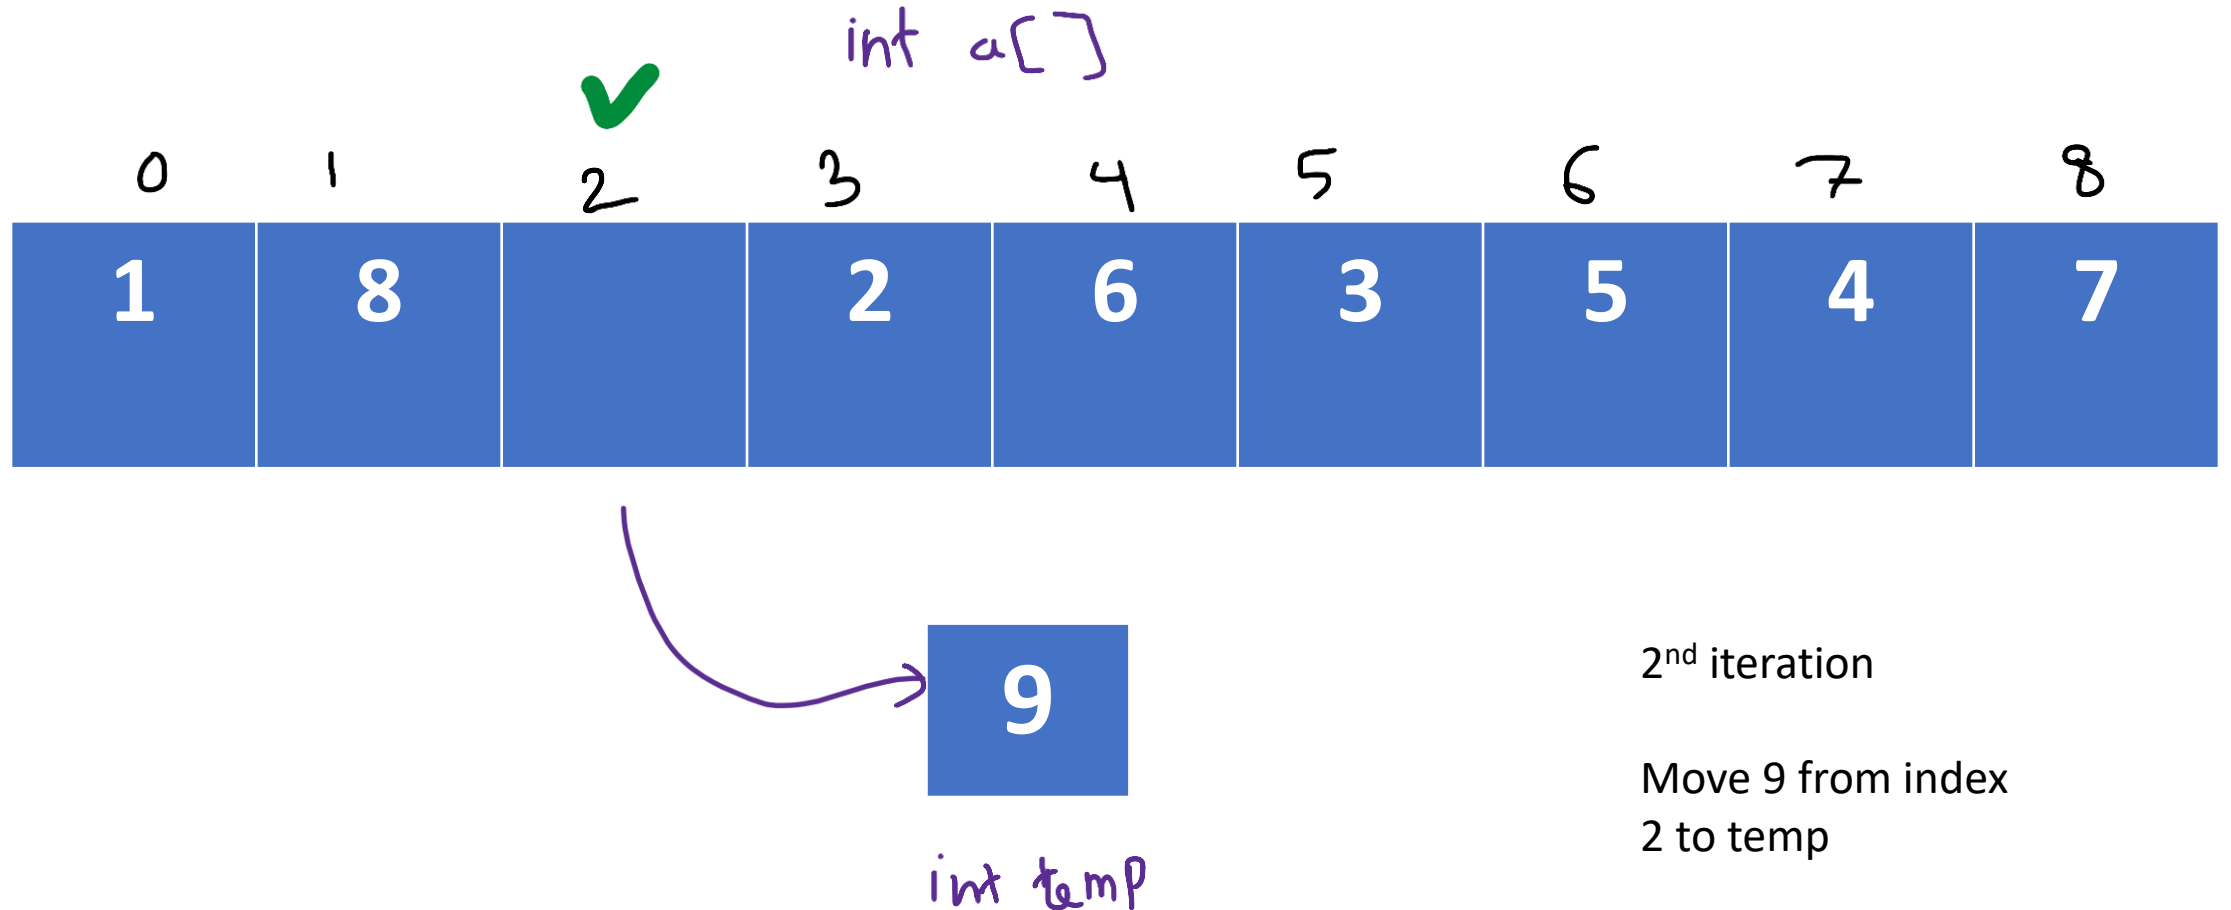 int a[]
0 1 2 3 4 5 6 7 8
1 8 2 6 3 5 4 7
9
2nd iteration
Move 9 from index
2 to temp
int temp